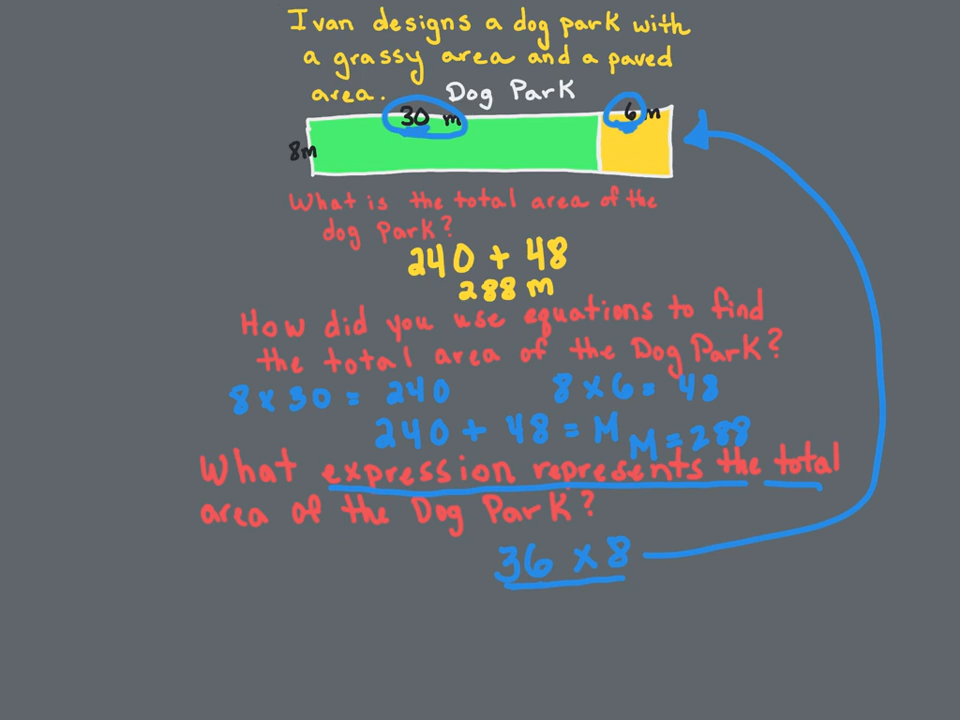 Ivan designs a dog park with
a grassy area and a paved
area. Dog Park
30 m 6 m
8m
What is the total area of the
dog Park?
240 + 48
288 m
How did you use equations to find
the total area of the Dog Park?
8 x 30 = 240 8 x 6 = 48
240 + 48 = M M = 288
What expression represents the total
area of the Dog Park?
36 x 8